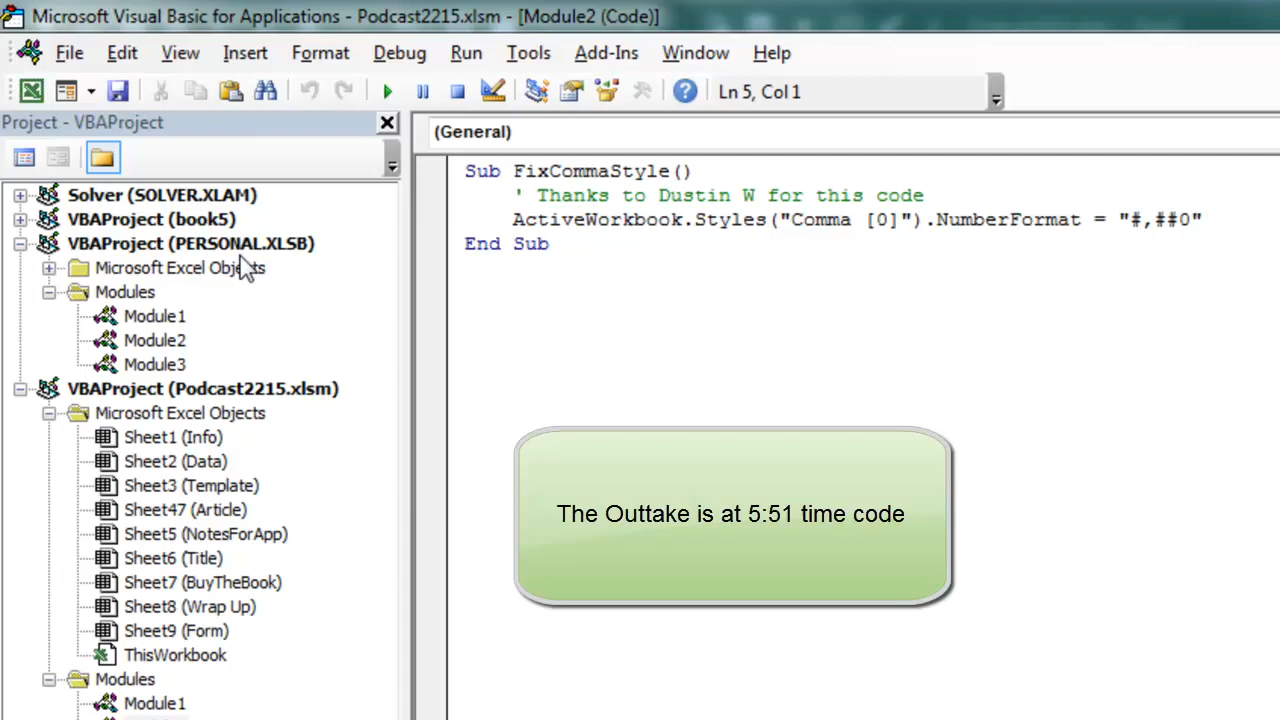 Microsoft Visual Basic for Applications - Podcast2215.xlsm - [Module2 (Code)]
File Edit View Insert Format Debug Run Tools Add-Ins Window Help
Ln 5, Col 1
Project - VBAProject
(General)
Solver (SOLVER.XLAM)
VBAProject (book5)
VBAProject (PERSONAL.XLSB)
Microsoft Excel Objects
Modules
Module1
Module2
Module3
VBAProject (Podcast2215.xlsm)
Microsoft Excel Objects
Sheet1 (Info)
Sheet2 (Data)
Sheet3 (Template)
Sheet47 (Article)
Sheet5 (NotesForApp)
Sheet6 (Title)
Sheet7 (BuyTheBook)
Sheet8 (Wrap Up)
Sheet9 (Form)
ThisWorkbook
Modules
Module1
Sub FixCommaStyle()
' Thanks to Dustin W for this code
ActiveWorkbook.Styles("Comma [0]").NumberFormat = "#,##0"
End Sub
The Outtake is at 5:51 time code